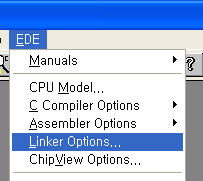 EDE
Manuals
CPU Model...
C Compiler Options
Assembler Options
Linker Options...
ChipView Options...